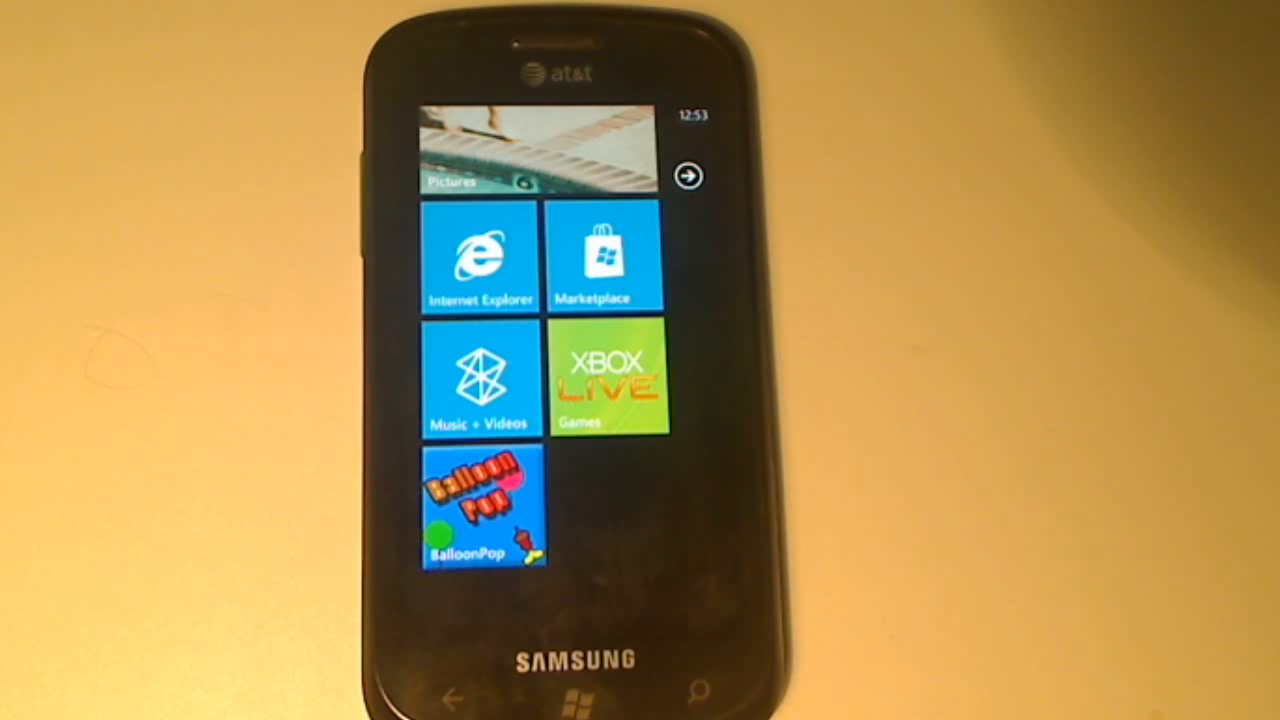 at&t
12:53
Pictures
Internet Explorer
Marketplace
XBOX
LIVE
Music + Videos
Games
Balloon
Pop
BalloonPop
SAMSUNG